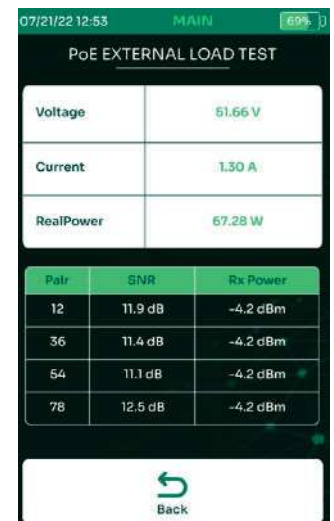 07/21/22 12:53 MAIN 69%
PoE EXTERNAL LOAD TEST
Voltage 51.66 V
Current 1.30 A
RealPower 67.28 W
Pair SNR Rx Power
12 11.9 dB -4.2 dBm
36 11.4 dB -4.2 dBm
54 11.1 dB -4.2 dBm
78 12.5 dB -4.2 dBm
Back